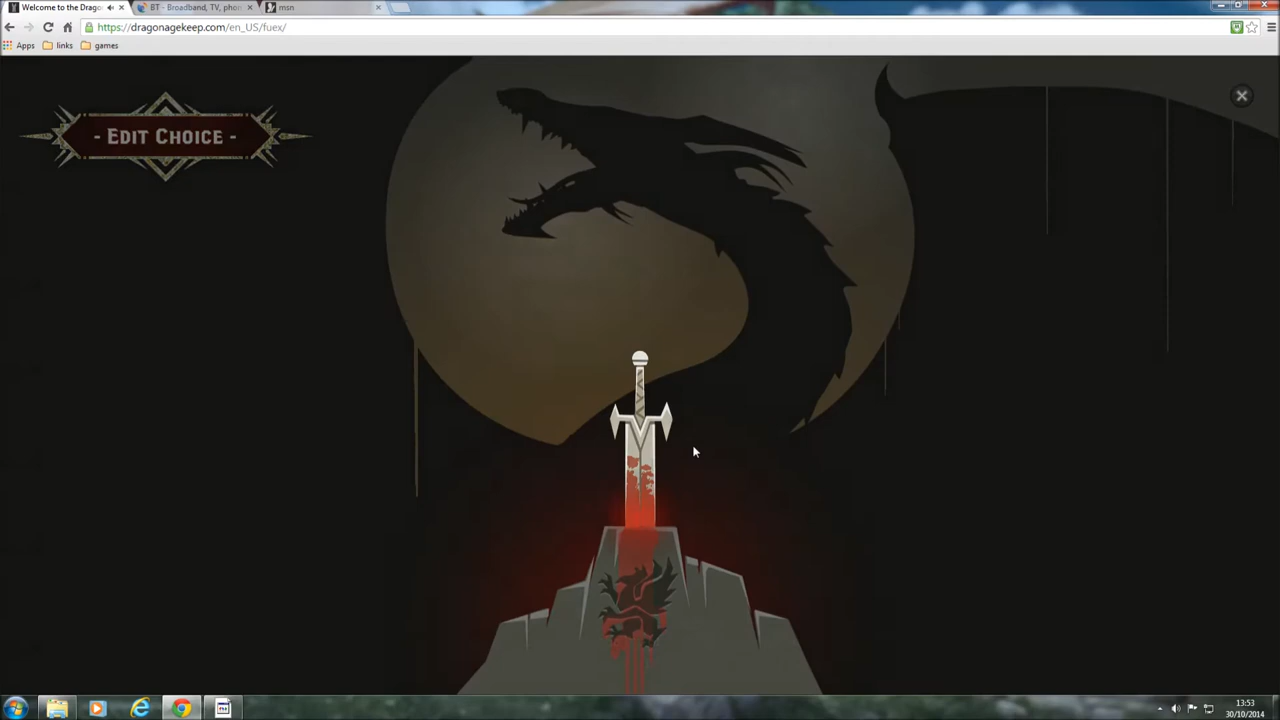 Welcome to the Drago
BT - Broadband, TV, phon
msn
https://dragonagekeep.com/en_US/fuex/
Apps
links
games
- EDIT CHOICE -
13:53
30/10/2014